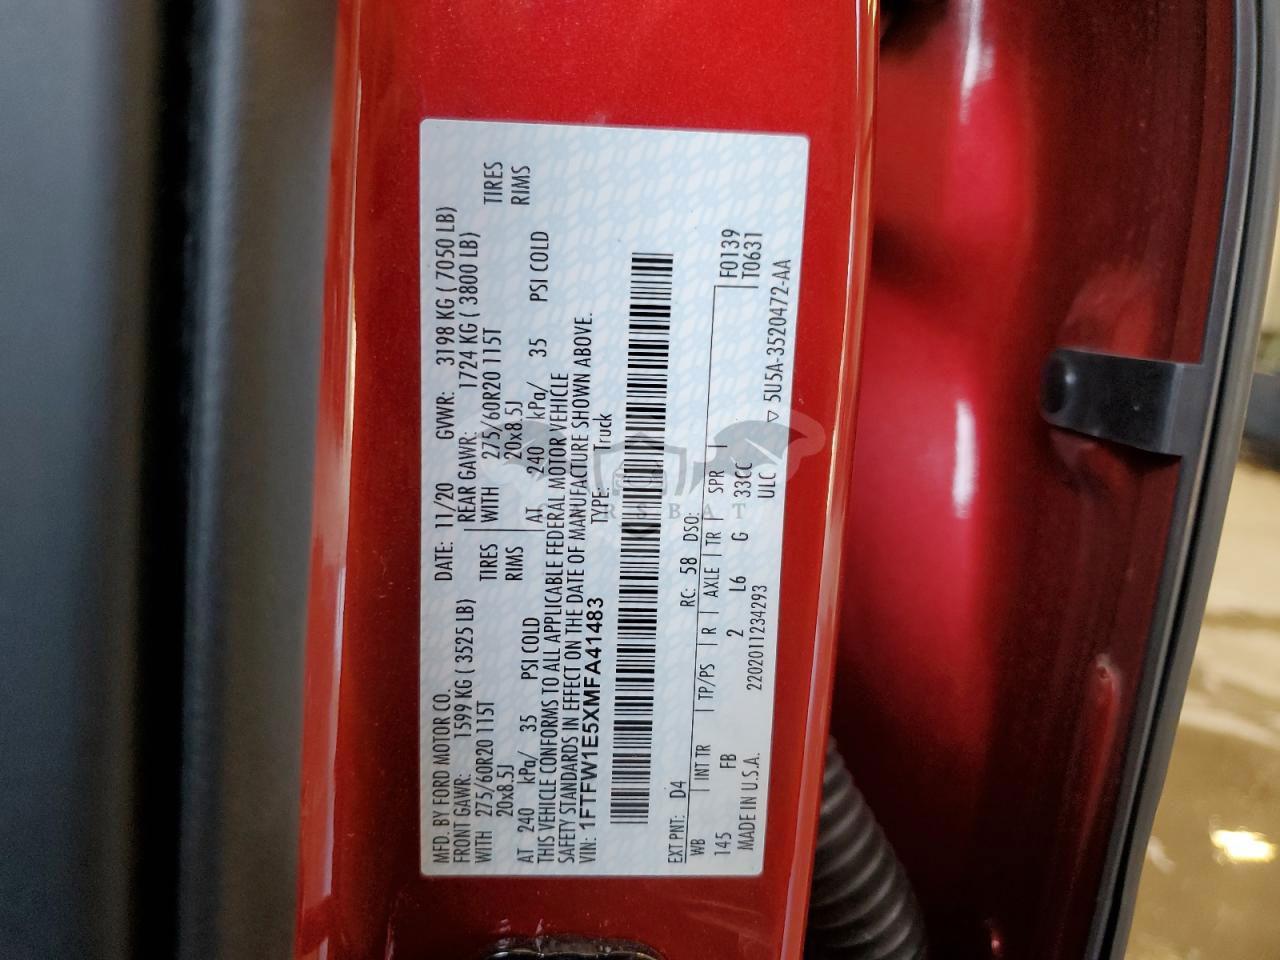 MFD. BY FORD MOTOR CO. DATE: 11/20 GVWR: 3198 KG ( 7050 LB)
FRONT GAWR: 1599 KG ( 3525 LB) REAR GAWR: 1724 KG ( 3800 LB)
WITH 275/60R20 115T TIRES WITH 275/60R20 115T TIRES
20x8.5J RIMS 20x8.5J RIMS
AT 240 kPa/ 35 PSI COLD AT 240 kPa/ 35 PSI COLD
THIS VEHICLE CONFORMS TO ALL APPLICABLE FEDERAL MOTOR VEHICLE
SAFETY STANDARDS IN EFFECT ON THE DATE OF MANUFACTURE SHOWN ABOVE.
VIN: 1FTFW1E5XMFA41483 TYPE: Truck
EXT PNT: D4 RC: 58 DSO: F0139
WB INT TR TP/PS R AXLE TR SPR T0631
145 FB 2 L6 G 33CC
MADE IN U.S.A. 2202011234293 ULC ▽ 5U5A-3520472-AA